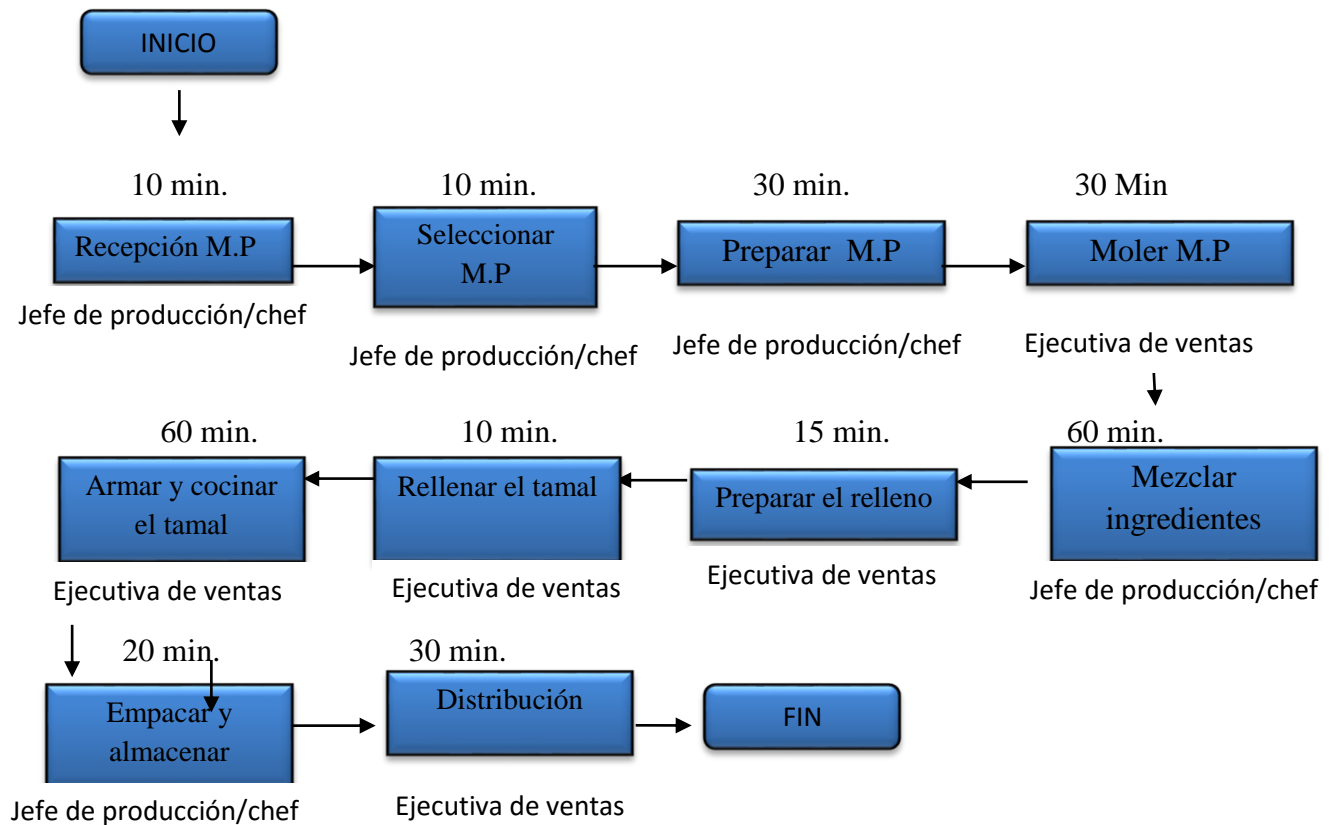 INICIO
10 min.
10 min.
30 min.
30 Min
Recepción M.P
Seleccionar
M.P
Preparar M.P
Moler M.P
Jefe de producción/chef
Jefe de producción/chef
Jefe de producción/chef
Ejecutiva de ventas
60 min.
10 min.
15 min.
60 min.
Armar y cocinar
el tamal
Rellenar el tamal
Preparar el relleno
Mezclar
ingredientes
Ejecutiva de ventas
Ejecutiva de ventas
Ejecutiva de ventas
Jefe de producción/chef
20 min.
30 min.
Empacar y
almacenar
Distribución
FIN
Jefe de producción/chef
Ejecutiva de ventas